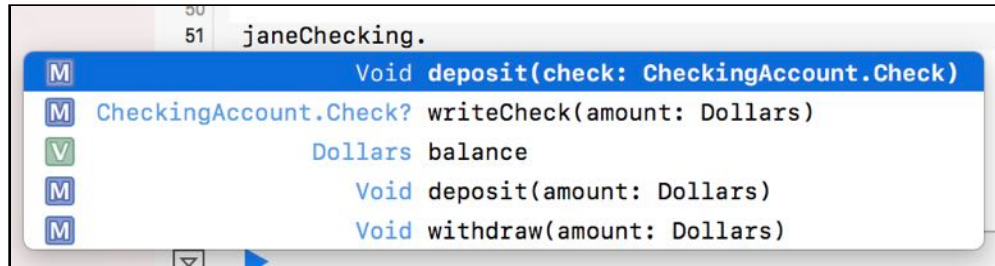 50
51 janeChecking.
M Void deposit(check: CheckingAccount.Check)
M CheckingAccount.Check? writeCheck(amount: Dollars)
V Dollars balance
M Void deposit(amount: Dollars)
M Void withdraw(amount: Dollars)